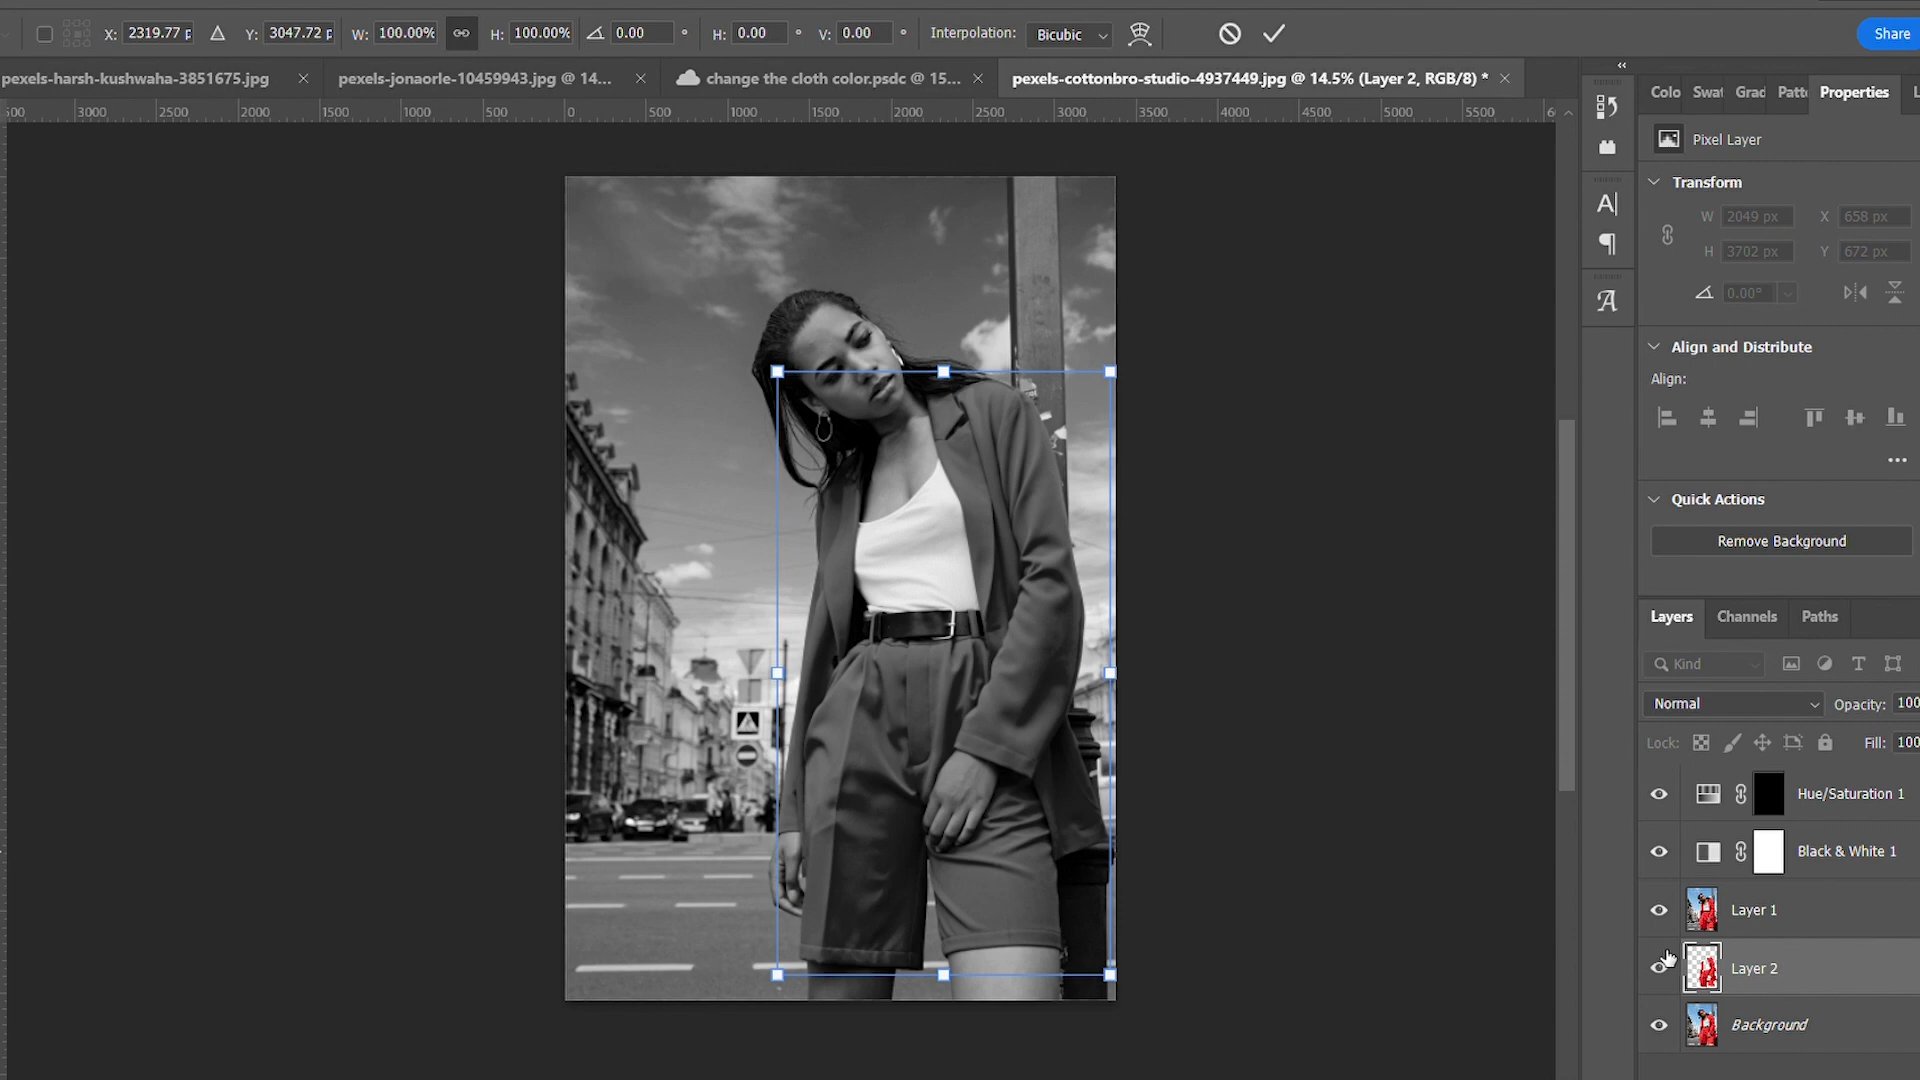 X: 2319.77 p Y: 3047.72 p W: 100.00% H: 100.00% 0.00 ° H: 0.00 ° V: 0.00 ° Interpolation: Bicubic Share
pexels-harsh-kushwaha-3851675.jpg × pexels-jonaorle-10459943.jpg @ 14... × change the cloth color.psdc @ 15... × pexels-cottonbro-studio-4937449.jpg @ 14.5% (Layer 2, RGB/8) * ×
500 3000 2500 2000 1500 1000 500 0 500 1000 1500 2000 2500 3000 3500 4000 4500 5000 5500 6
Colo Swat Grad Patte Properties L
Pixel Layer
Transform
W 2049 px X 658 px
H 3702 px Y 672 px
0.00°
Align and Distribute
Align:
Quick Actions
Remove Background
Layers Channels Paths
Kind
Normal Opacity: 100
Lock: Fill: 100
Hue/Saturation 1
Black & White 1
Layer 1
Layer 2
Background